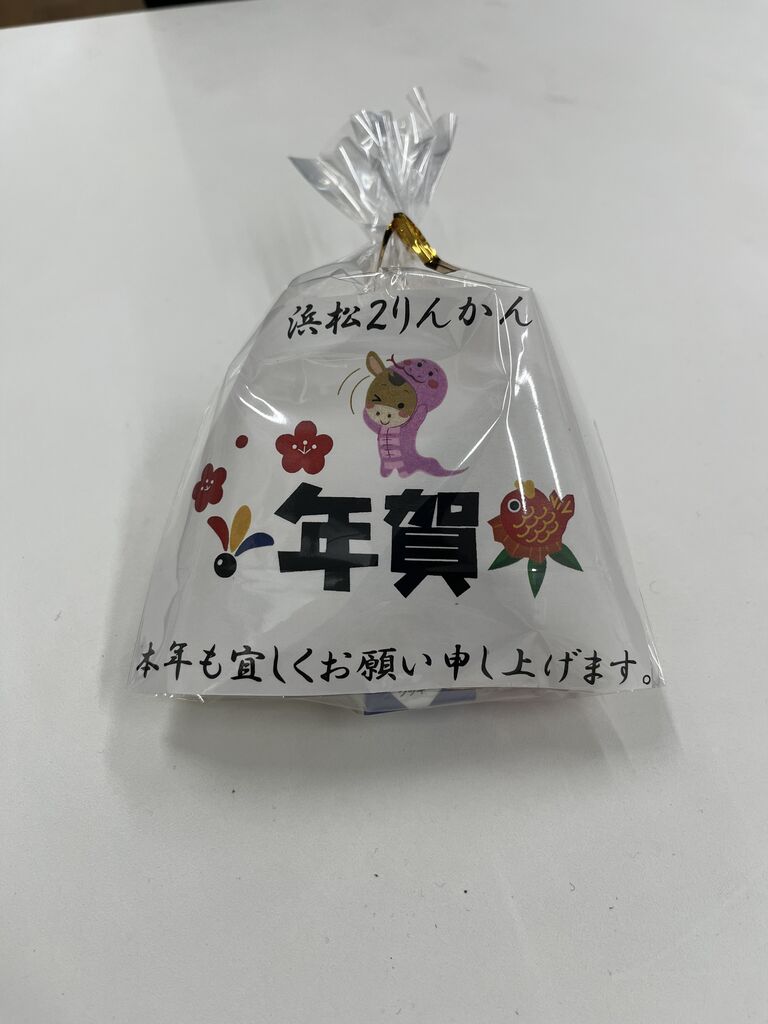 浜松2りんかん
年賀
本年も宜しくお願い申し上げます。